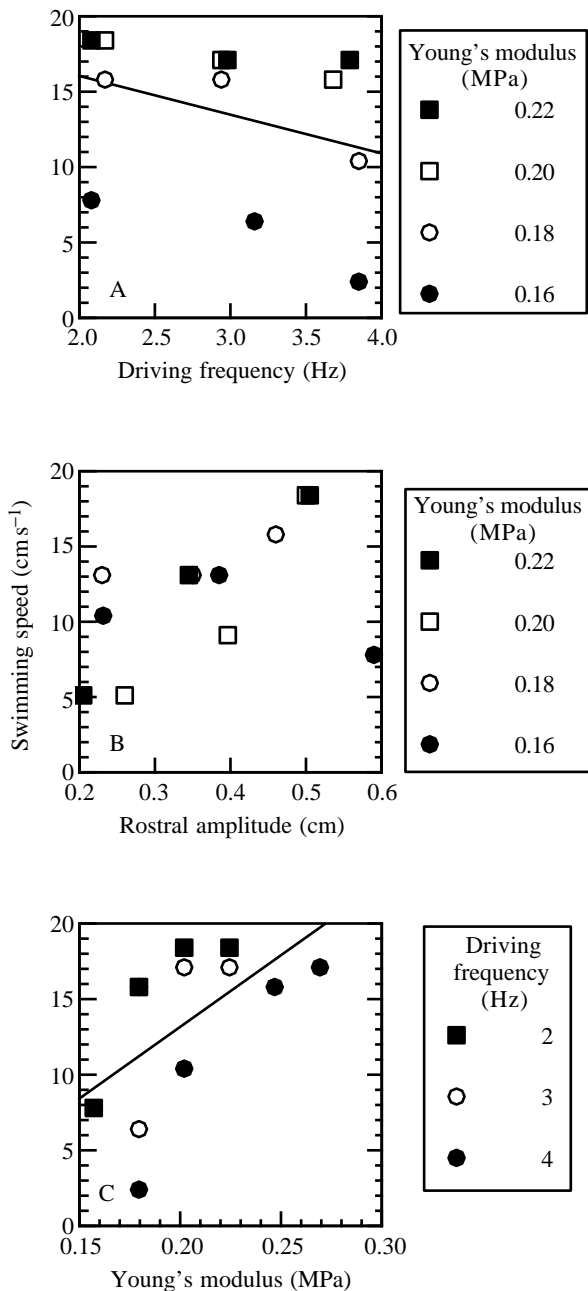 20
15
10
5
0
A
2.0 2.5 3.0 3.5 4.0
Driving frequency (Hz)
Young's modulus
(MPa)
0.22
0.20
0.18
0.16
Swimming speed (cm s⁻¹)
20
15
10
5
0
B
0.2 0.3 0.4 0.5 0.6
Rostral amplitude (cm)
Young's modulus
(MPa)
0.22
0.20
0.18
0.16
20
15
10
5
0
C
0.15 0.20 0.25 0.30
Young's modulus (MPa)
Driving
frequency
(Hz)
2
3
4